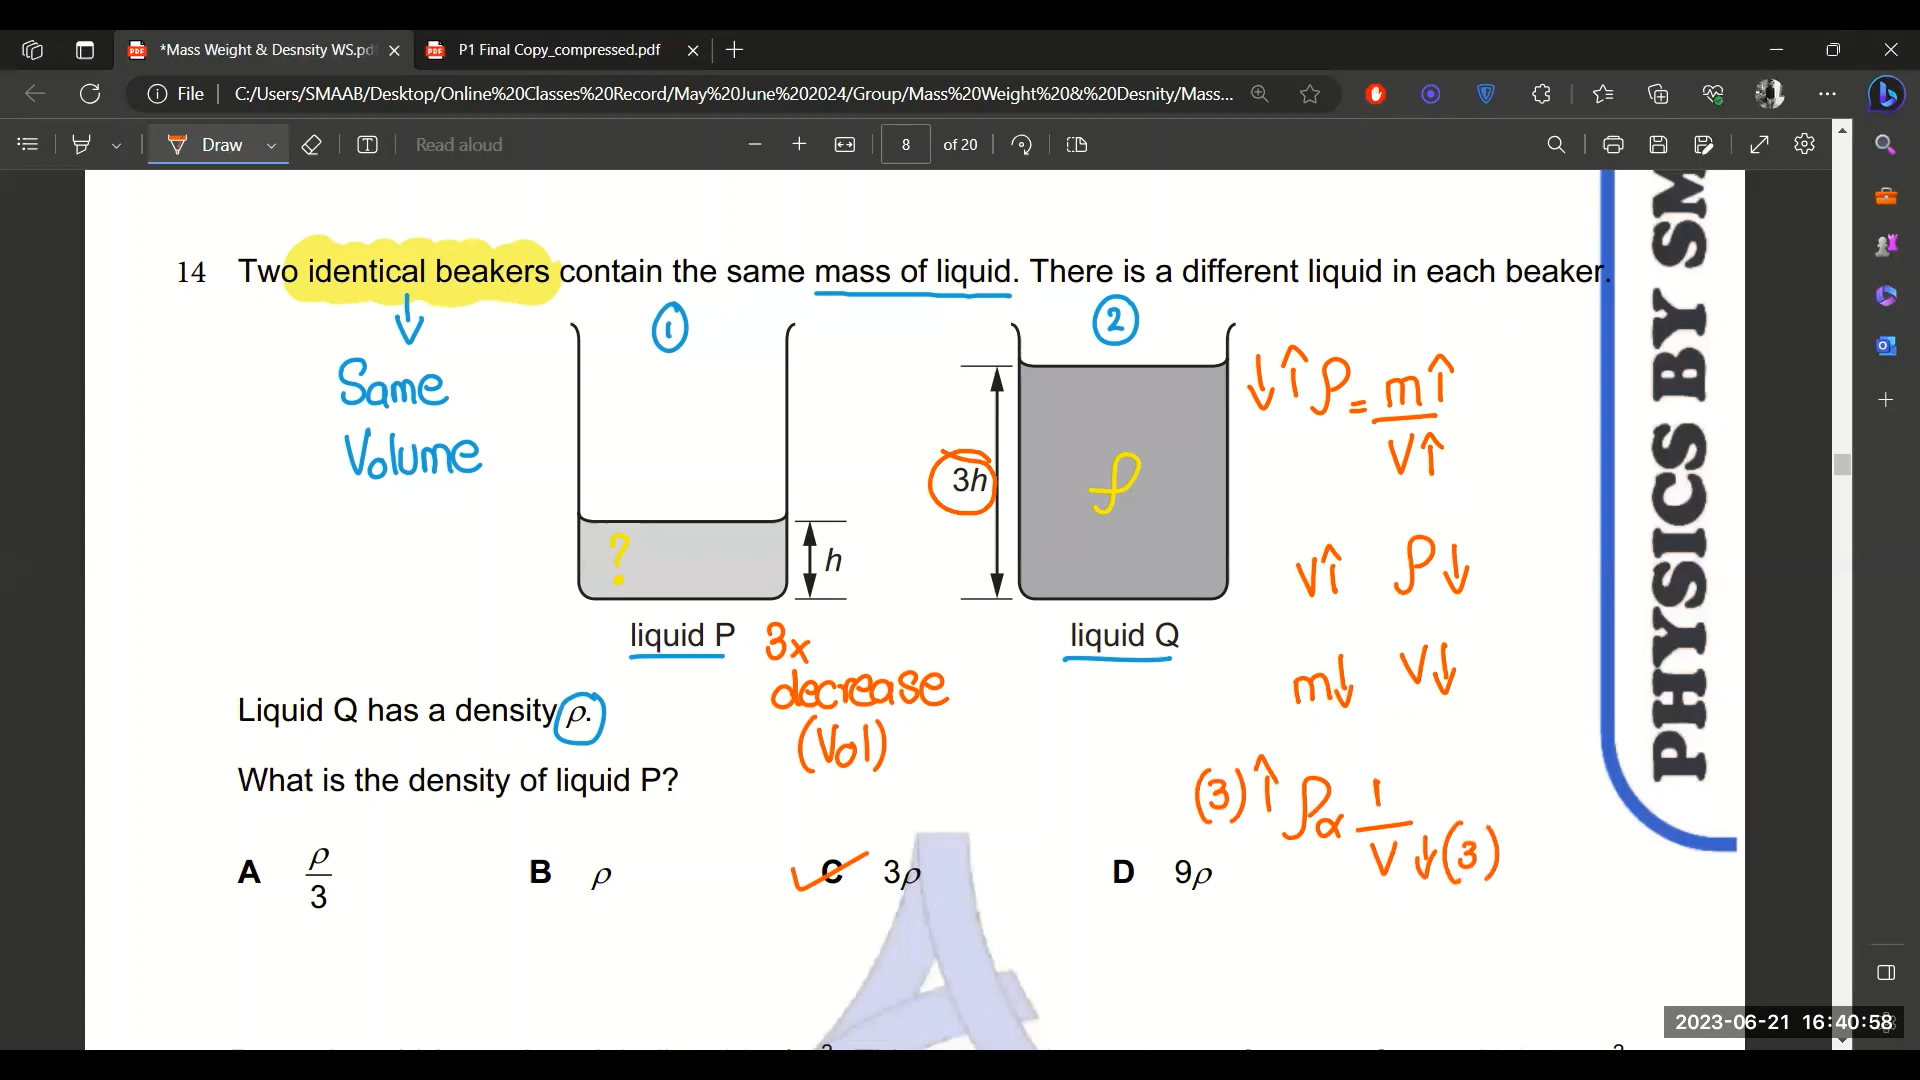 *Mass Weight & Desnsity WS.pdf
P1 Final Copy_compressed.pdf
File
C:/Users/SMAAB/Desktop/Online%20Classes%20Record/May%20June%202024/Group/Mass%20Weight%20&%20Desnity/Mass...
Draw
Read aloud
8 of 20
PHYSICS BY SM
14 Two identical beakers contain the same mass of liquid. There is a different liquid in each beaker.
1
2
Same
Volume
↓↑ρ = m↑
V↑
3h
ρ
?
h
V↑ ρ↓
liquid P
liquid Q
3x
decrease
(Vol)
m↓ V↓
Liquid Q has a density ρ.
What is the density of liquid P?
(3)↑ ρ α 1
V ↓(3)
A ρ/3 B ρ C 3ρ D 9ρ
2023-06-21 16:40:58